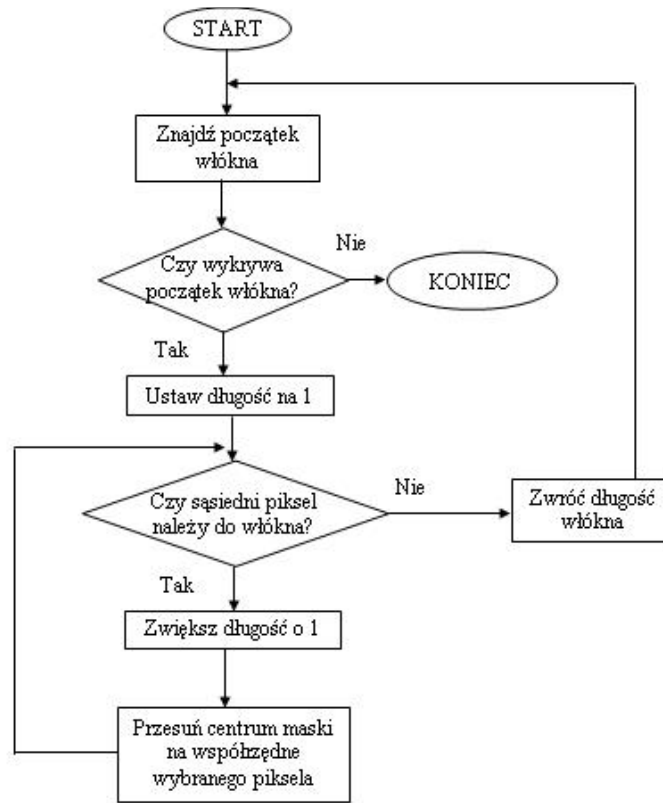 START
Znajdź początek
włókna
Czy wykrywa
początek włókna?
Nie
KONIEC
Tak
Ustaw długość na 1
Czy sąsiedni piksel
należy do włókna?
Nie
Zwróć długość
włókna
Tak
Zwiększ długość o 1
Przesuń centrum maski
na współrzędne
wybranego piksela